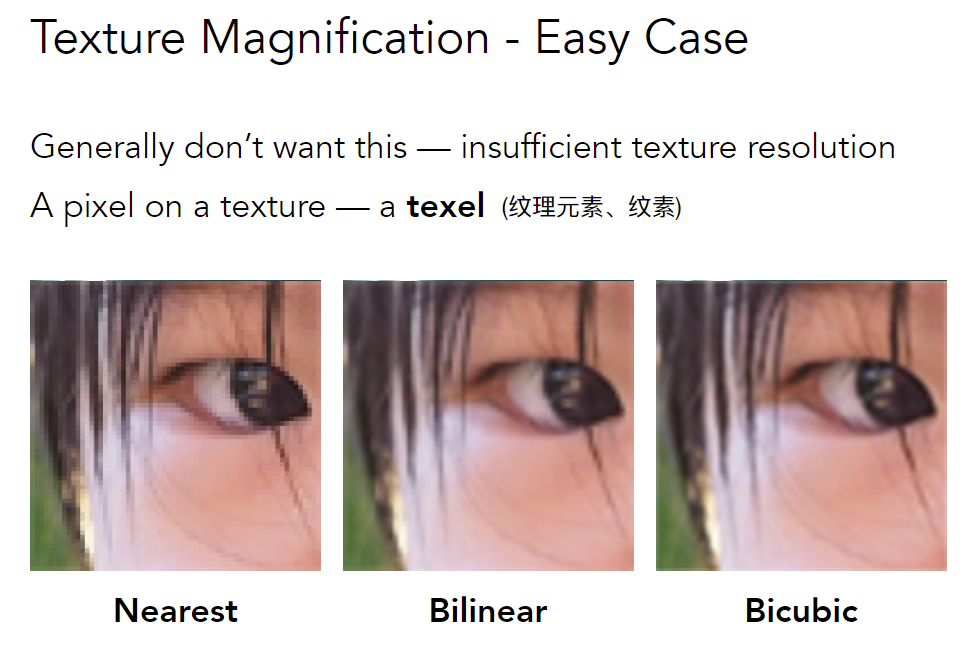 Texture Magnification - Easy Case
Generally don’t want this — insufficient texture resolution
A pixel on a texture — a texel (纹理元素、纹素)
Nearest
Bilinear
Bicubic